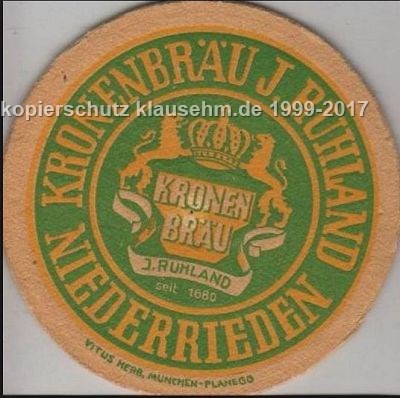 KRONENBRÄU J. RUHLAND
kopierschutz klausehm.de 1999-2017
KRONEN
BRÄU
J. RUHLAND
seit 1680
NIEDERRIEDEN
VITUS HERB, MÜNCHEN-PLANEGG